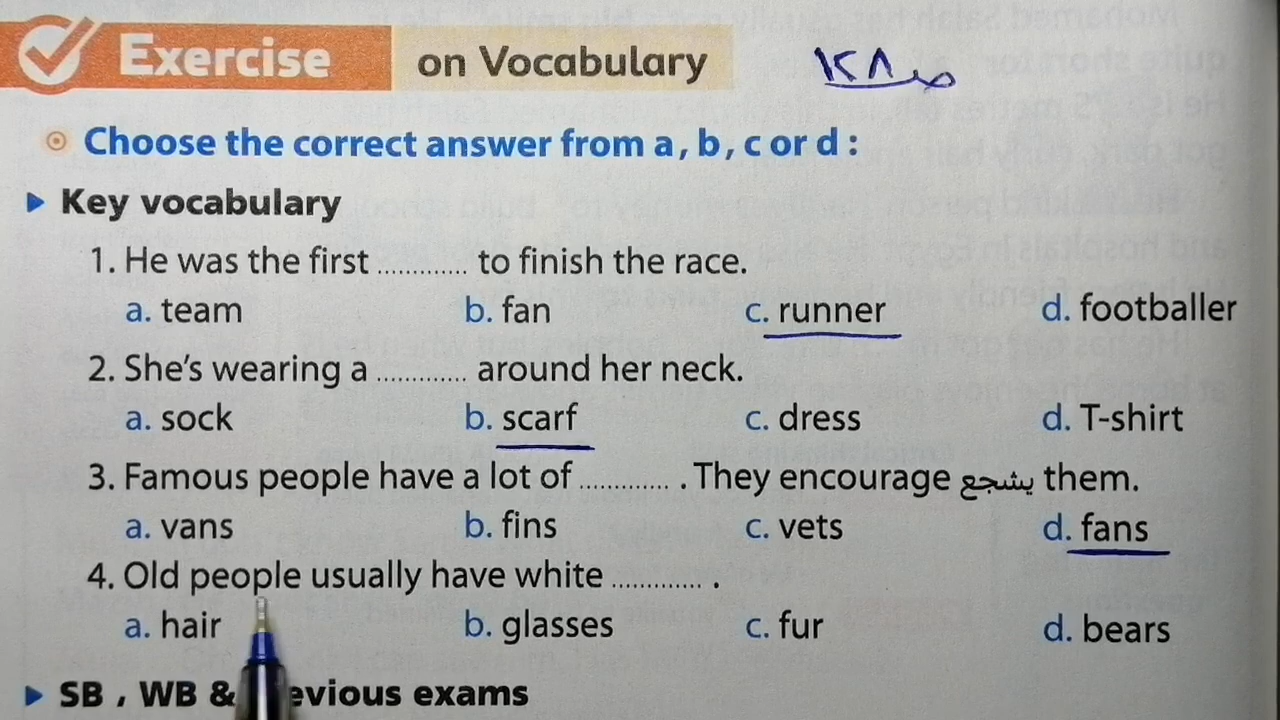 Exercise on Vocabulary ص ١٢٨
Choose the correct answer from a, b, c or d :
Key vocabulary
1. He was the first ............. to finish the race.
a. team b. fan c. runner d. footballer
2. She's wearing a ............. around her neck.
a. sock b. scarf c. dress d. T-shirt
3. Famous people have a lot of ............. . They encourage يشجع them.
a. vans b. fins c. vets d. fans
4. Old people usually have white ............. .
a. hair b. glasses c. fur d. bears
SB , WB & evious exams